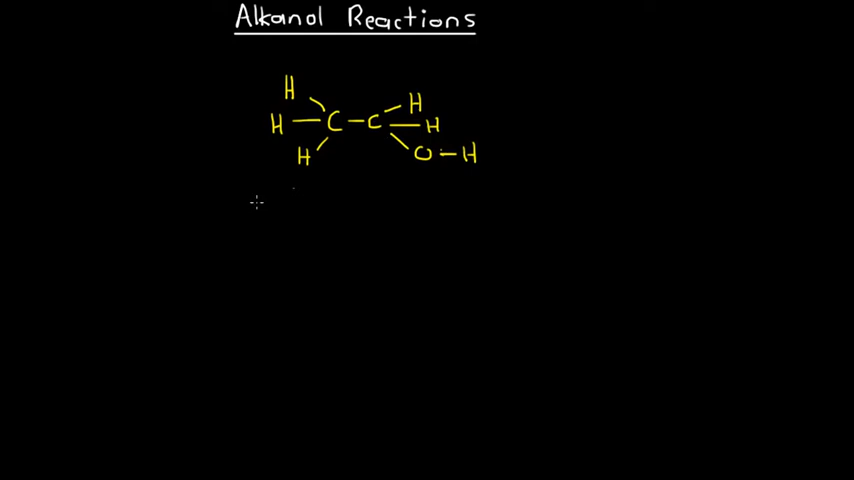 Alkanol Reactions
H
H
H — C — C — H
H
O — H